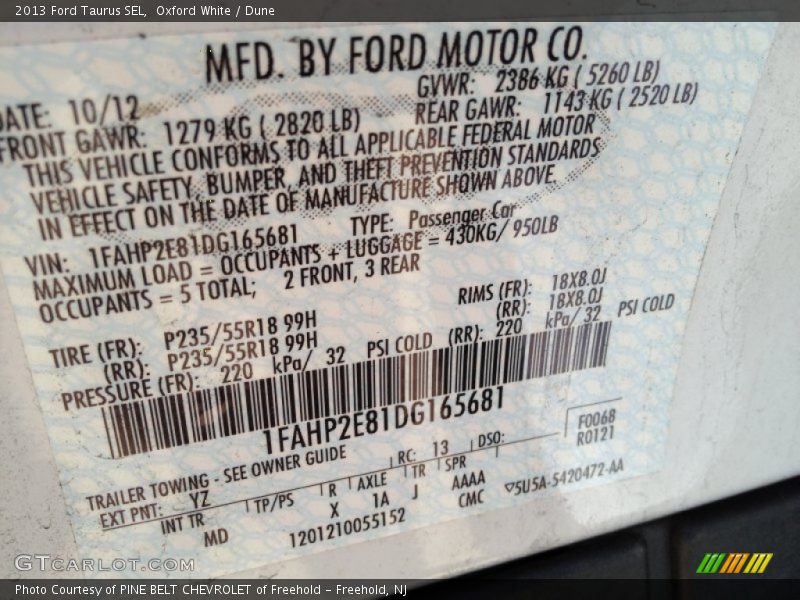 2013 Ford Taurus SEL,  Oxford White / Dune
MFD. BY FORD MOTOR CO.
DATE: 10/12 GVWR: 2386 KG ( 5260 LB)
FRONT GAWR: 1279 KG ( 2820 LB) REAR GAWR: 1143 KG ( 2520 LB)
THIS VEHICLE CONFORMS TO ALL APPLICABLE FEDERAL MOTOR
VEHICLE SAFETY, BUMPER, AND THEFT PREVENTION STANDARDS
IN EFFECT ON THE DATE OF MANUFACTURE SHOWN ABOVE.
VIN: 1FAHP2E81DG165681 TYPE: Passenger Car
MAXIMUM LOAD = OCCUPANTS + LUGGAGE = 430KG/ 950LB
OCCUPANTS = 5 TOTAL; 2 FRONT, 3 REAR
TIRE (FR): P235/55R18 99H RIMS (FR): 18X8.0J
(RR): P235/55R18 99H (RR): 18X8.0J
PRESSURE (FR): 220 kPa/ 32 PSI COLD (RR): 220 kPa/ 32 PSI COLD
1FAHP2E81DG165681
TRAILER TOWING - SEE OWNER GUIDE F0068
EXT PNT: YZ RC: 13 DSO: R0121
INT TR TP/PS R AXLE TR SPR
MD X 1A J AAAA
1201210055152 CMC ▽5U5A-5420472-AA
GTCARLOT.COM
Photo Courtesy of PINE BELT CHEVROLET of Freehold – Freehold, NJ